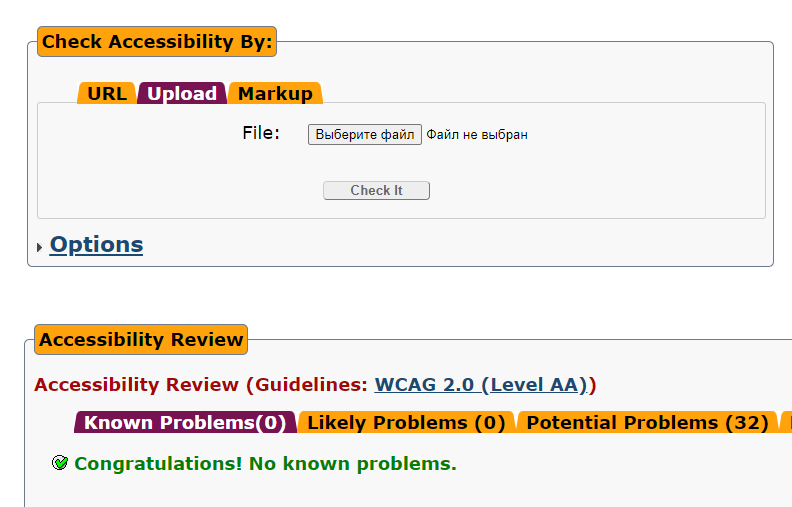 Check Accessibility By:
URL Upload Markup
File: Выберите файл Файл не выбран
Check It
Options
Accessibility Review
Accessibility Review (Guidelines: WCAG 2.0 (Level AA))
Known Problems(0) Likely Problems (0) Potential Problems (32)
Congratulations! No known problems.